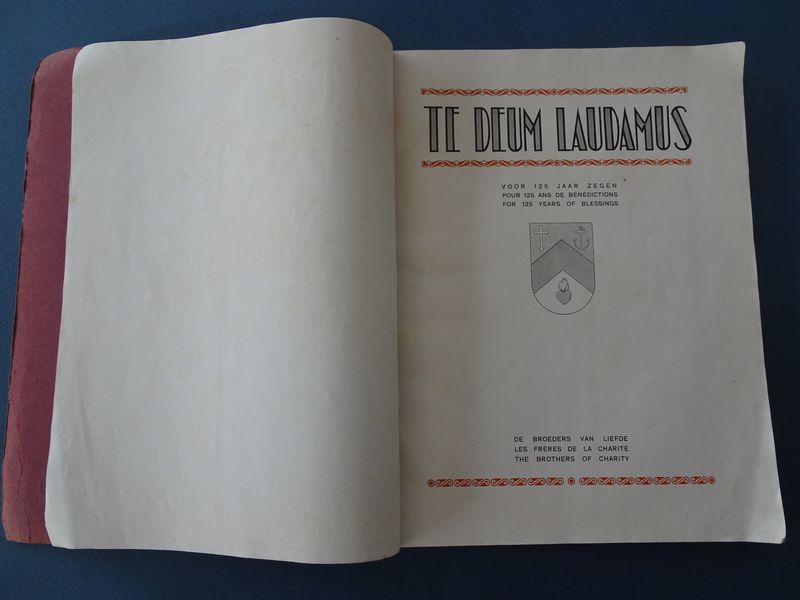 TE DEUM LAUDAMUS
VOOR 125 JAAR ZEGEN
POUR 125 ANS DE BÉNÉDICTIONS
FOR 125 YEARS OF BLESSINGS
DE BROEDERS VAN LIEFDE
LES FRÈRES DE LA CHARITÉ
THE BROTHERS OF CHARITY